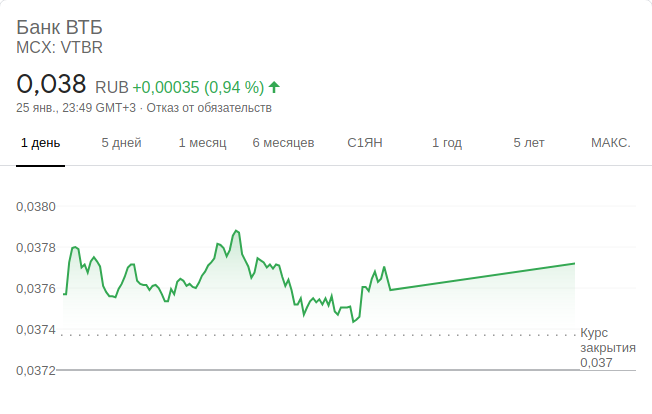 Банк ВТБ
MCX: VTBR
0,038 RUB +0,00035 (0,94 %)
25 янв., 23:49 GMT+3 · Отказ от обязательств
1 день 5 дней 1 месяц 6 месяцев С1ЯН 1 год 5 лет МАКС.
0,0380
0,0378
0,0376
0,0374
0,0372
Курс
закрытия
0,037